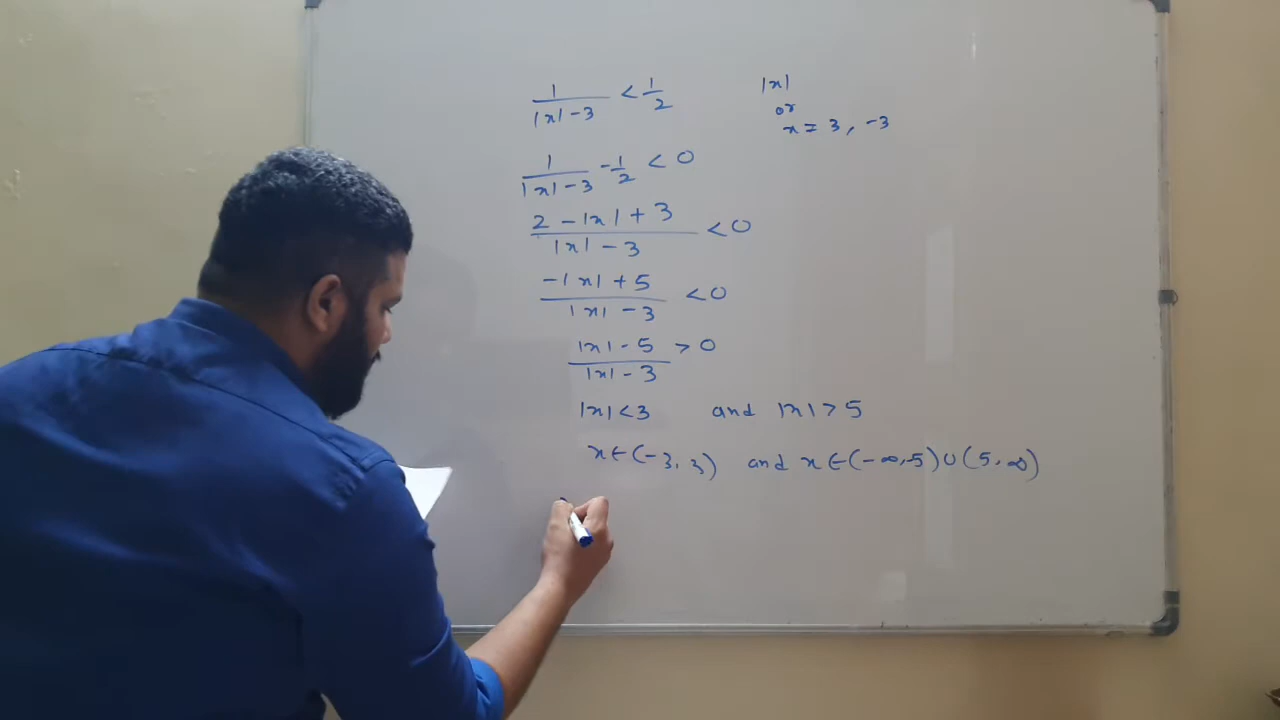 1/(|x|-3) < 1/2
|x|
or
x = 3, -3
1/(|x|-3) - 1/2 < 0
(2 - |x| + 3)/(|x| - 3) < 0
(-|x| + 5)/(|x| - 3) < 0
(|x| - 5)/(|x| - 3) > 0
|x| < 3 and |x| > 5
x ∈ (-3, 3) and x ∈ (-∞, 5) ∪ (5, ∞)